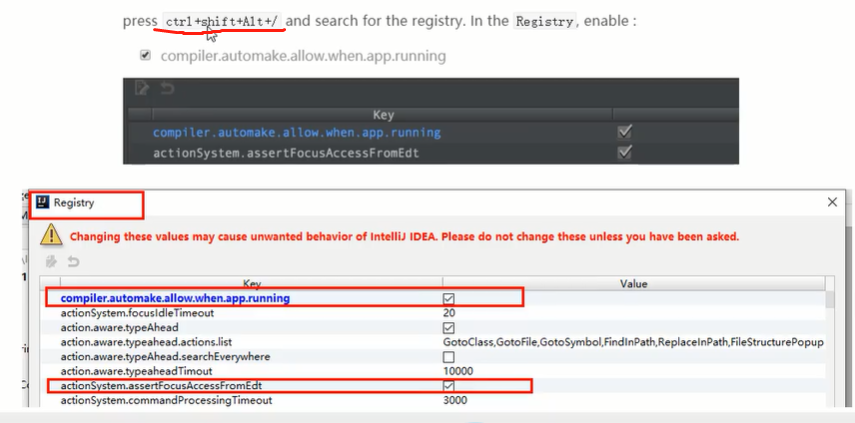 press ctrl+shift+Alt+/ and search for the registry. In the Registry, enable :
compiler.automake.allow.when.app.running
Key
compiler.automake.allow.when.app.running
actionSystem.assertFocusAccessFromEdt
Registry
Changing these values may cause unwanted behavior of IntelliJ IDEA. Please do not change these unless you have been asked.
Key Value
compiler.automake.allow.when.app.running
actionSystem.focusIdleTimeout 20
action.aware.typeAhead
action.aware.typeahead.actions.list GotoClass,GotoFile,GotoSymbol,FindInPath,ReplaceInPath,FileStructurePopup
action.aware.typeAhead.searchEverywhere
action.aware.typeaheadTimout 10000
actionSystem.assertFocusAccessFromEdt
actionSystem.commandProcessingTimeout 3000